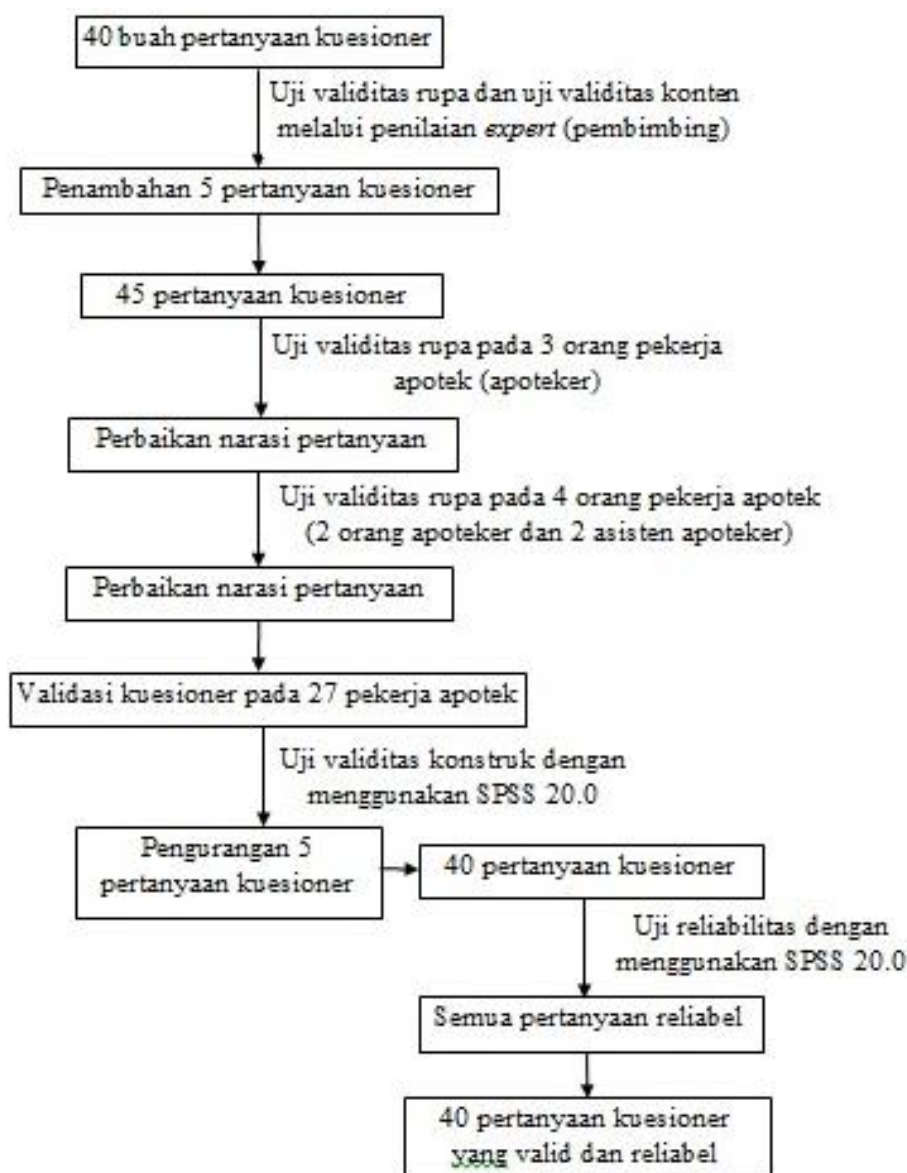 40 buah pertanyaan kuesioner
Uji validitas rupa dan uji validitas konten
melalui penilaian expert (pembimbing)
Penambahan 5 pertanyaan kuesioner
45 pertanyaan kuesioner
Uji validitas rupa pada 3 orang pekerja
apotek (apoteker)
Perbaikan narasi pertanyaan
Uji validitas rupa pada 4 orang pekerja apotek
(2 orang apoteker dan 2 asisten apoteker)
Perbaikan narasi pertanyaan
Validasi kuesioner pada 27 pekerja apotek
Uji validitas konstruk dengan
menggunakan SPSS 20.0
Pengurangan 5
pertanyaan kuesioner
40 pertanyaan kuesioner
Uji reliabilitas dengan
menggunakan SPSS 20.0
Semua pertanyaan reliabel
40 pertanyaan kuesioner
yang valid dan reliabel